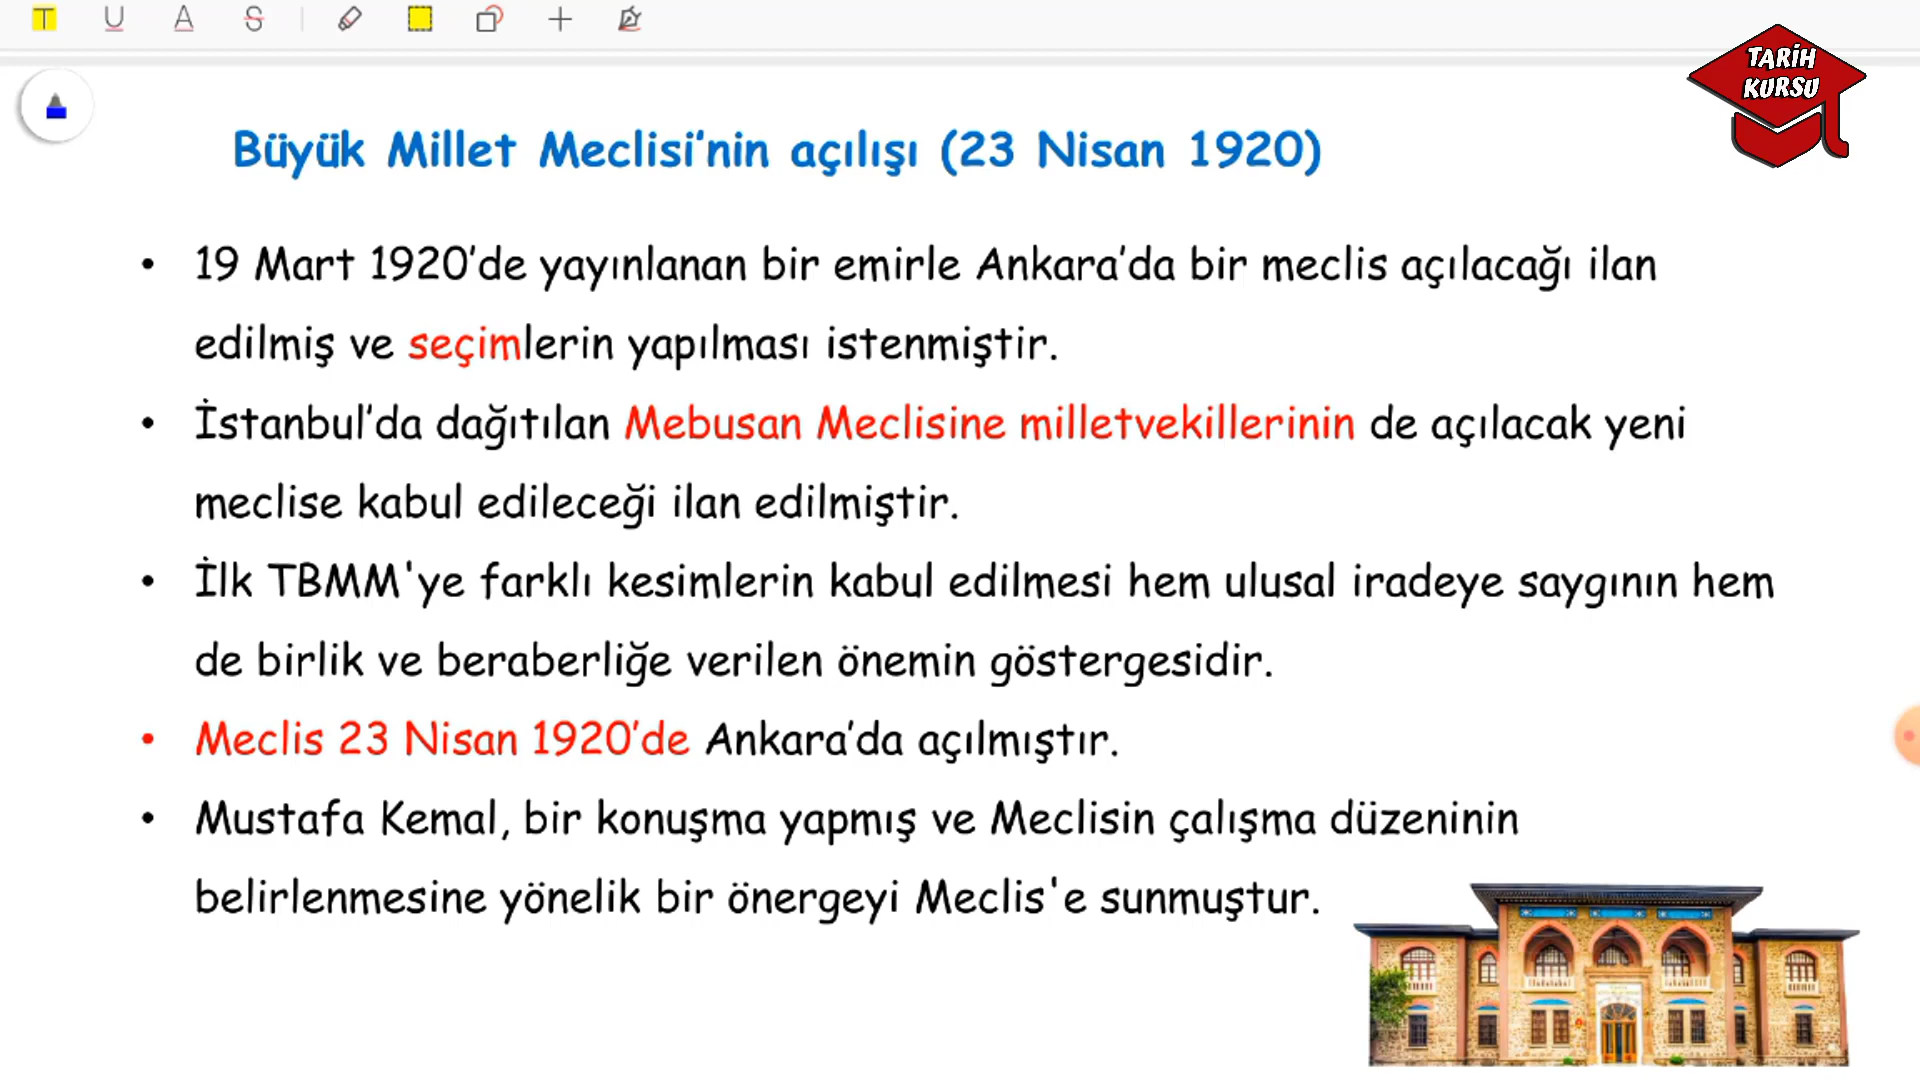 TARİH
KURSU
Büyük Millet Meclisi’nin açılışı (23 Nisan 1920)
• 19 Mart 1920’de yayınlanan bir emirle Ankara’da bir meclis açılacağı ilan
edilmiş ve seçimlerin yapılması istenmiştir.
• İstanbul’da dağıtılan Mebusan Meclisine milletvekillerinin de açılacak yeni
meclise kabul edileceği ilan edilmiştir.
• İlk TBMM'ye farklı kesimlerin kabul edilmesi hem ulusal iradeye saygının hem
de birlik ve beraberliğe verilen önemin göstergesidir.
• Meclis 23 Nisan 1920’de Ankara’da açılmıştır.
• Mustafa Kemal, bir konuşma yapmış ve Meclisin çalışma düzeninin
belirlenmesine yönelik bir önergeyi Meclis'e sunmuştur.